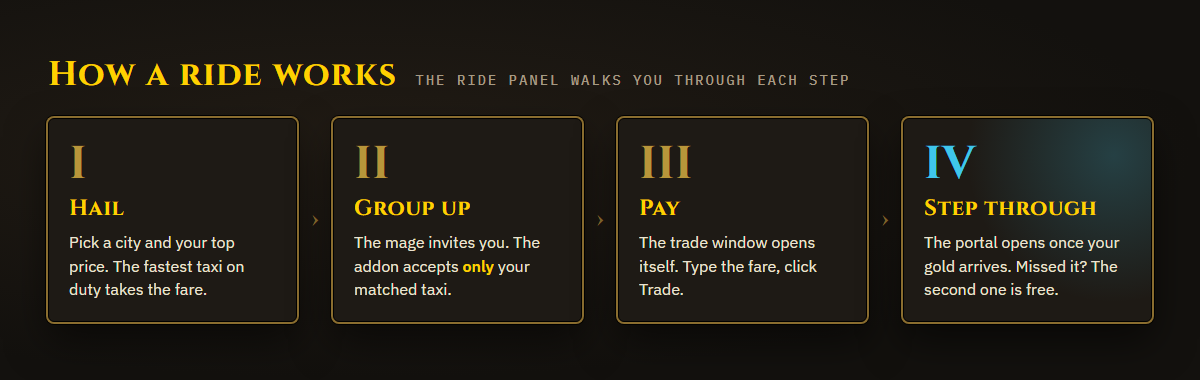 How a ride works
THE RIDE PANEL WALKS YOU THROUGH EACH STEP
I
Hail
Pick a city and your top
price. The fastest taxi on
duty takes the fare.
›
II
Group up
The mage invites you. The
addon accepts only your
matched taxi.
›
III
Pay
The trade window opens
itself. Type the fare, click
Trade.
›
IV
Step through
The portal opens once your
gold arrives. Missed it? The
second one is free.